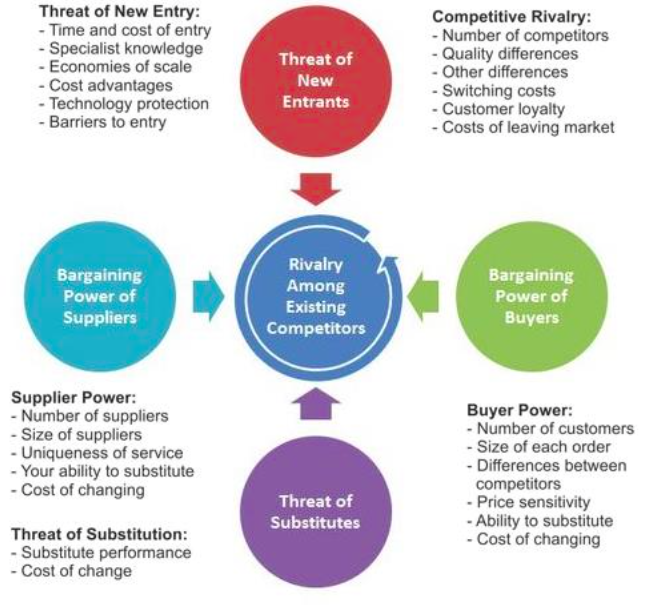 Threat of New Entry:
- Time and cost of entry
- Specialist knowledge
- Economies of scale
- Cost advantages
- Technology protection
- Barriers to entry
Threat of
New
Entrants
Competitive Rivalry:
- Number of competitors
- Quality differences
- Other differences
- Switching costs
- Customer loyalty
- Costs of leaving market
Bargaining
Power of
Suppliers
Rivalry
Among
Existing
Competitors
Bargaining
Power of
Buyers
Supplier Power:
- Number of suppliers
- Size of suppliers
- Uniqueness of service
- Your ability to substitute
- Cost of changing
Threat of Substitution:
- Substitute performance
- Cost of change
Threat of
Substitutes
Buyer Power:
- Number of customers
- Size of each order
- Differences between
competitors
- Price sensitivity
- Ability to substitute
- Cost of changing